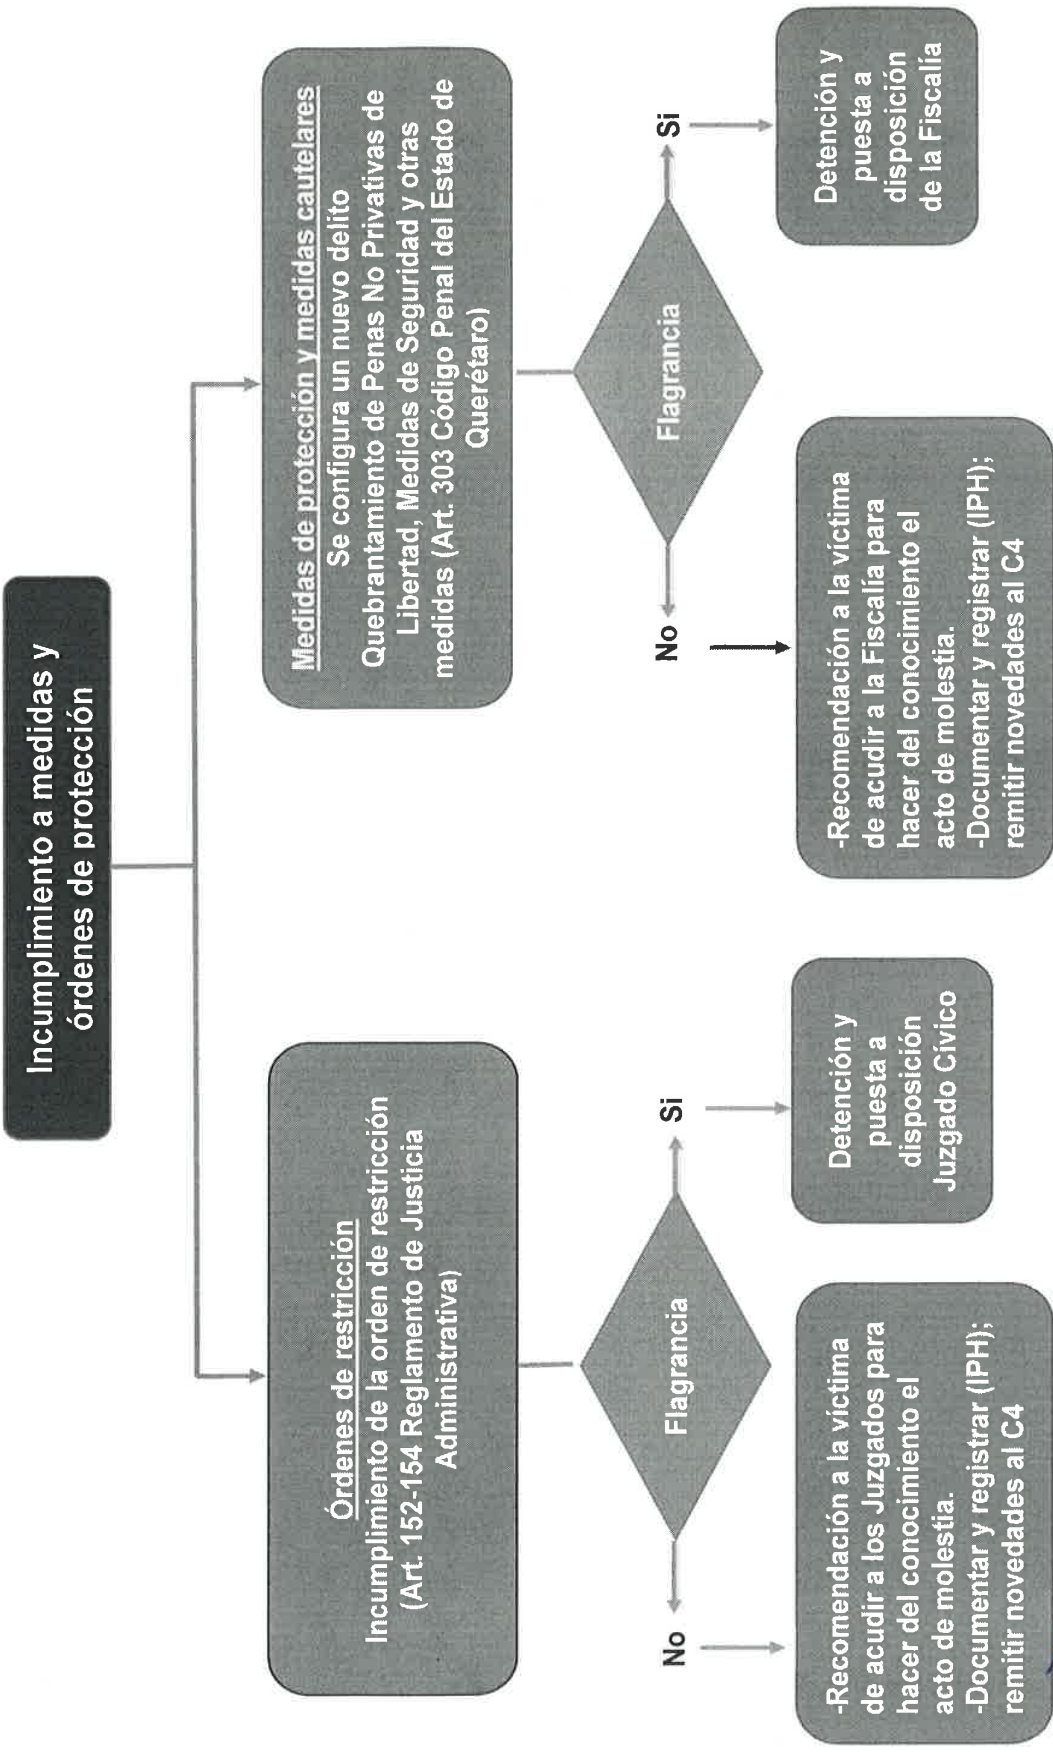 Incumplimiento a medidas y
órdenes de protección
Órdenes de restricción
Incumplimiento de la orden de restricción
(Art. 152-154 Reglamento de Justicia
Administrativa)
Flagrancia
No
Si
-Recomendación a la víctima
de acudir a los Juzgados para
hacer del conocimiento el
acto de molestia.
-Documentar y registrar (IPH);
remitir novedades al C4
Detención y
puesta a
disposición
Juzgado Cívico
Medidas de protección y medidas cautelares
Se configura un nuevo delito
Quebrantamiento de Penas No Privativas de
Libertad, Medidas de Seguridad y otras
medidas (Art. 303 Código Penal del Estado de
Querétaro)
Flagrancia
No
Si
-Recomendación a la víctima
de acudir a la Fiscalía para
hacer del conocimiento el
acto de molestia.
-Documentar y registrar (IPH);
remitir novedades al C4
Detención y
puesta a
disposición
de la Fiscalía